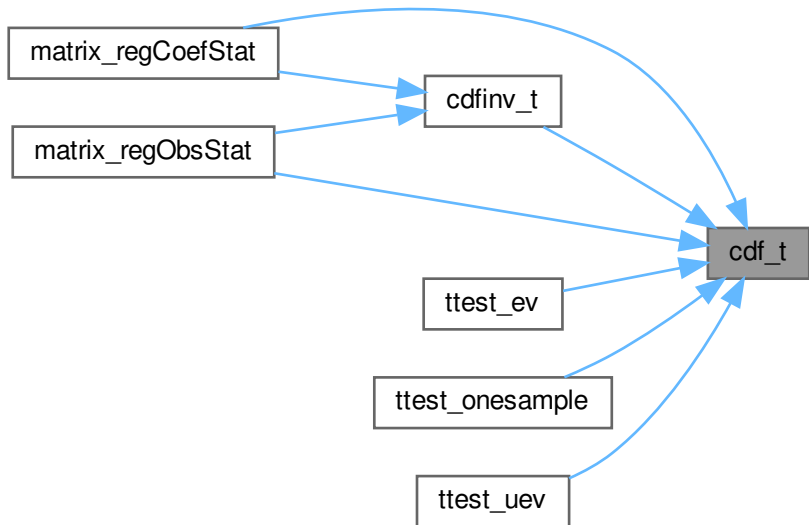 matrix_regCoefStat
cdfinv_t
matrix_regObsStat
cdf_t
ttest_ev
ttest_onesample
ttest_uev